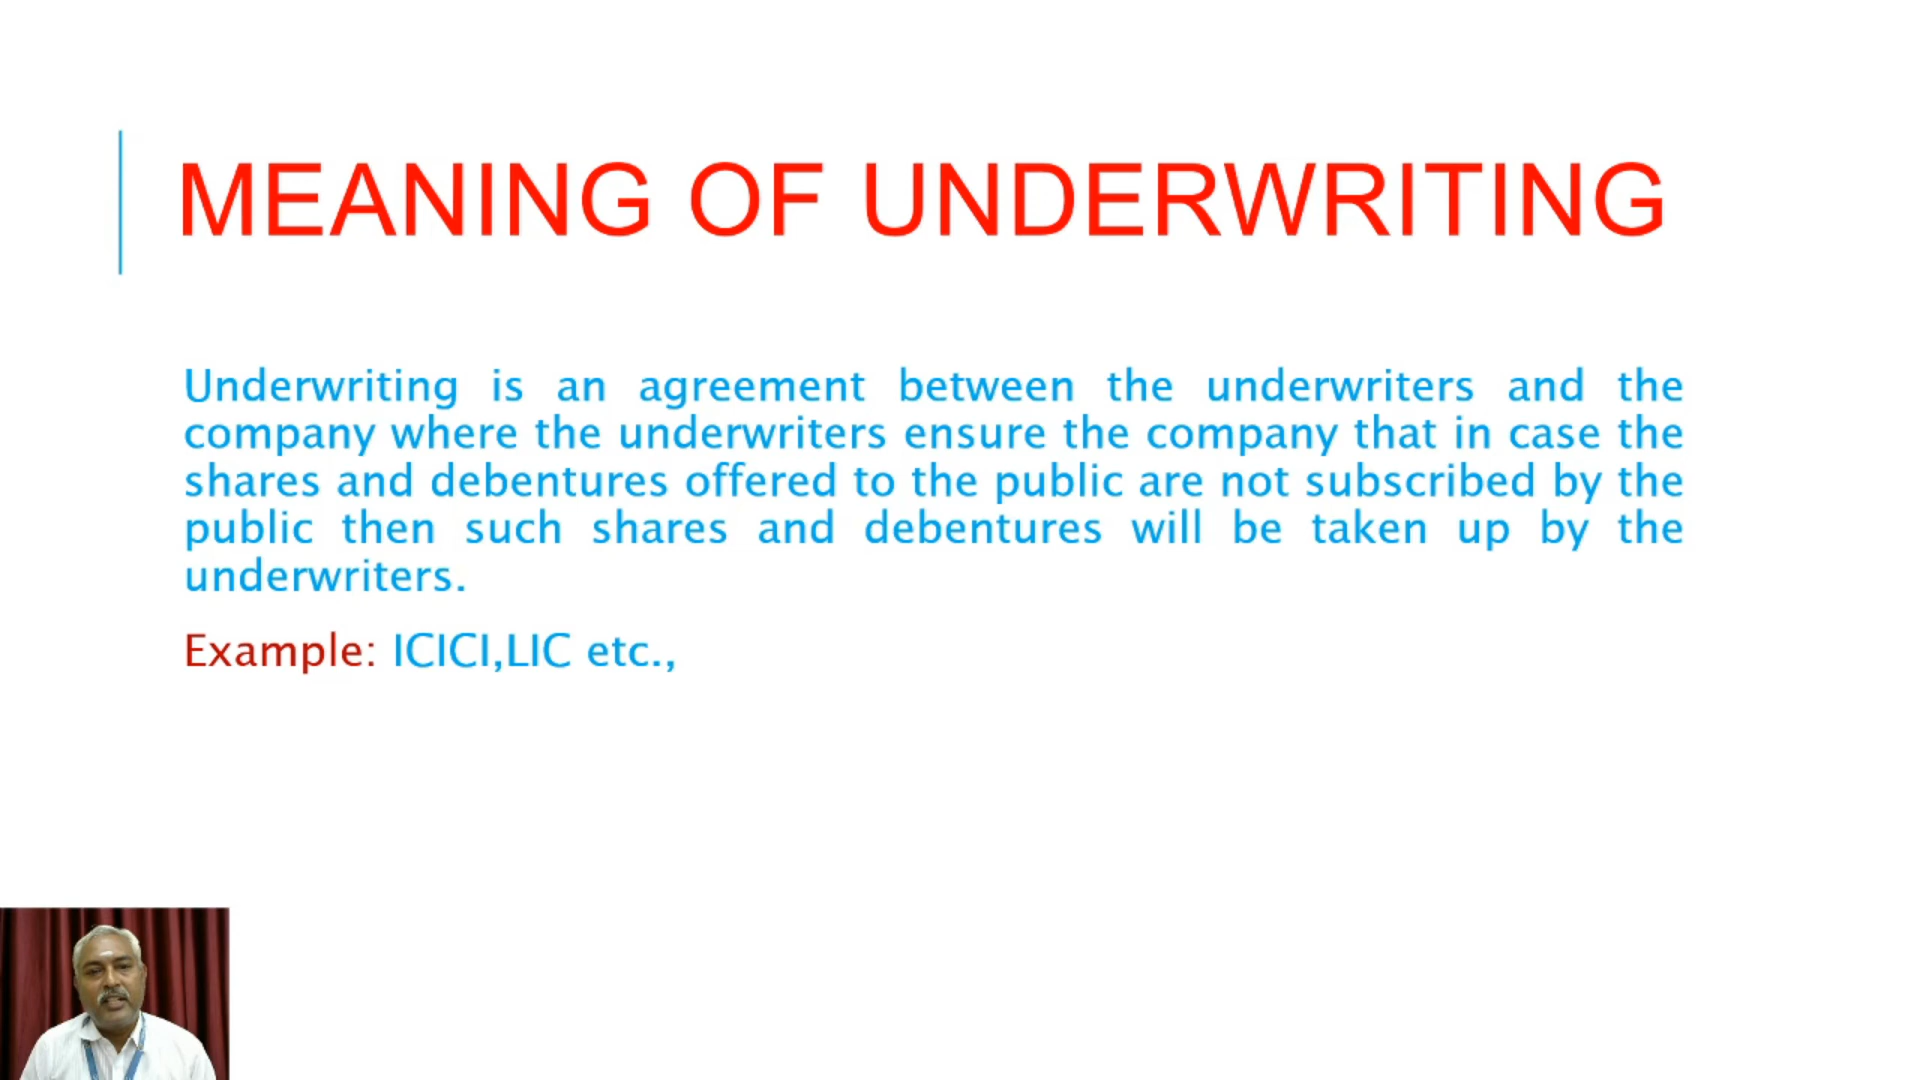 MEANING OF UNDERWRITING
Underwriting is an agreement between the underwriters and the
company where the underwriters ensure the company that in case the
shares and debentures offered to the public are not subscribed by the
public then such shares and debentures will be taken up by the
underwriters.
Example: ICICI,LIC etc.,